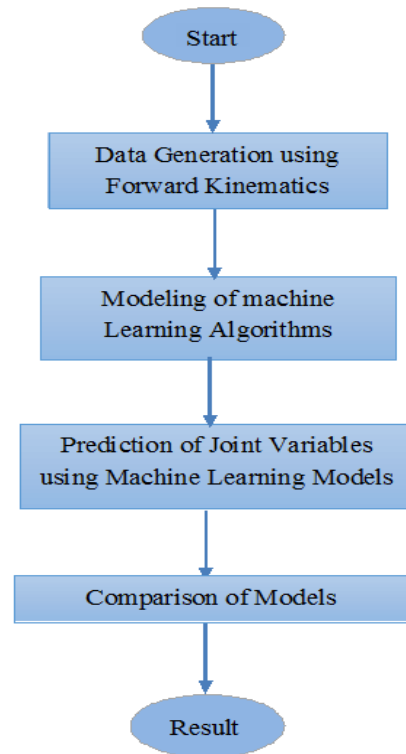 Start
Data Generation using
Forward Kinematics
Modeling of machine
Learning Algorithms
Prediction of Joint Variables
using Machine Learning Models
Comparison of Models
Result